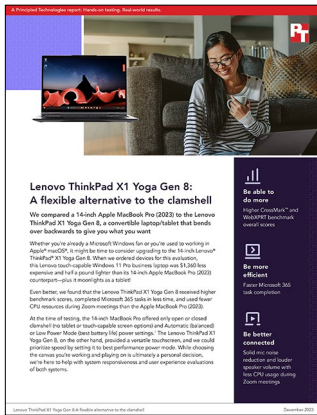 A Principled Technologies report: Hands-on testing. Real-world results.
PT
Lenovo ThinkPad X1 Yoga Gen 8:
A flexible alternative to the clamshell
We compared a 14-inch Apple MacBook Pro (2023) to the Lenovo
ThinkPad X1 Yoga Gen 8, a convertible laptop/tablet that bends
over backwards to give you what you want
Whether you're already a Microsoft Windows fan or you're used to working in
Apple® macOS®, it might be time to consider upgrading to the 14-inch Lenovo
ThinkPad X1 Yoga Gen 8. When we ordered devices for this evaluation,
this Lenovo touch-capable Windows 11 Pro business laptop was $1,360 less
expensive¹ and half a pound lighter than its 14-inch Apple MacBook Pro (2023)
counterpart—plus it moonlights as a tablet!
Even better, we found that the Lenovo ThinkPad X1 Yoga Gen 8 received higher
benchmark scores, completed Microsoft 365 tasks in less time, and used fewer
CPU resources during Zoom meetings than the Apple MacBook Pro (2023).
At the time of testing, the 14-inch MacBook Pro offered only open or closed
clamshell (no tablet or touchscreen options) and Automatic (balanced)
or Low Power Mode (best battery life) power settings.² The Lenovo ThinkPad X1
Yoga Gen 8, on the other hand, provided a versatile touchscreen, and we could
prioritize speed by setting it to best performance mode. While choosing
the canvas you're working and playing on is ultimately a personal decision,
we're here to help with system responsiveness and user experience evaluations
of both systems.
Be able to
do more
Higher CrossMark™ and
WebXPRT benchmark
overall scores
Be more
efficient
Faster Microsoft 365
task completion
Be better
connected
Solid mic noise
reduction and louder
speaker volume with
less CPU usage during
Zoom meetings
Lenovo ThinkPad X1 Yoga Gen 8: A flexible alternative to the clamshell
December 2023